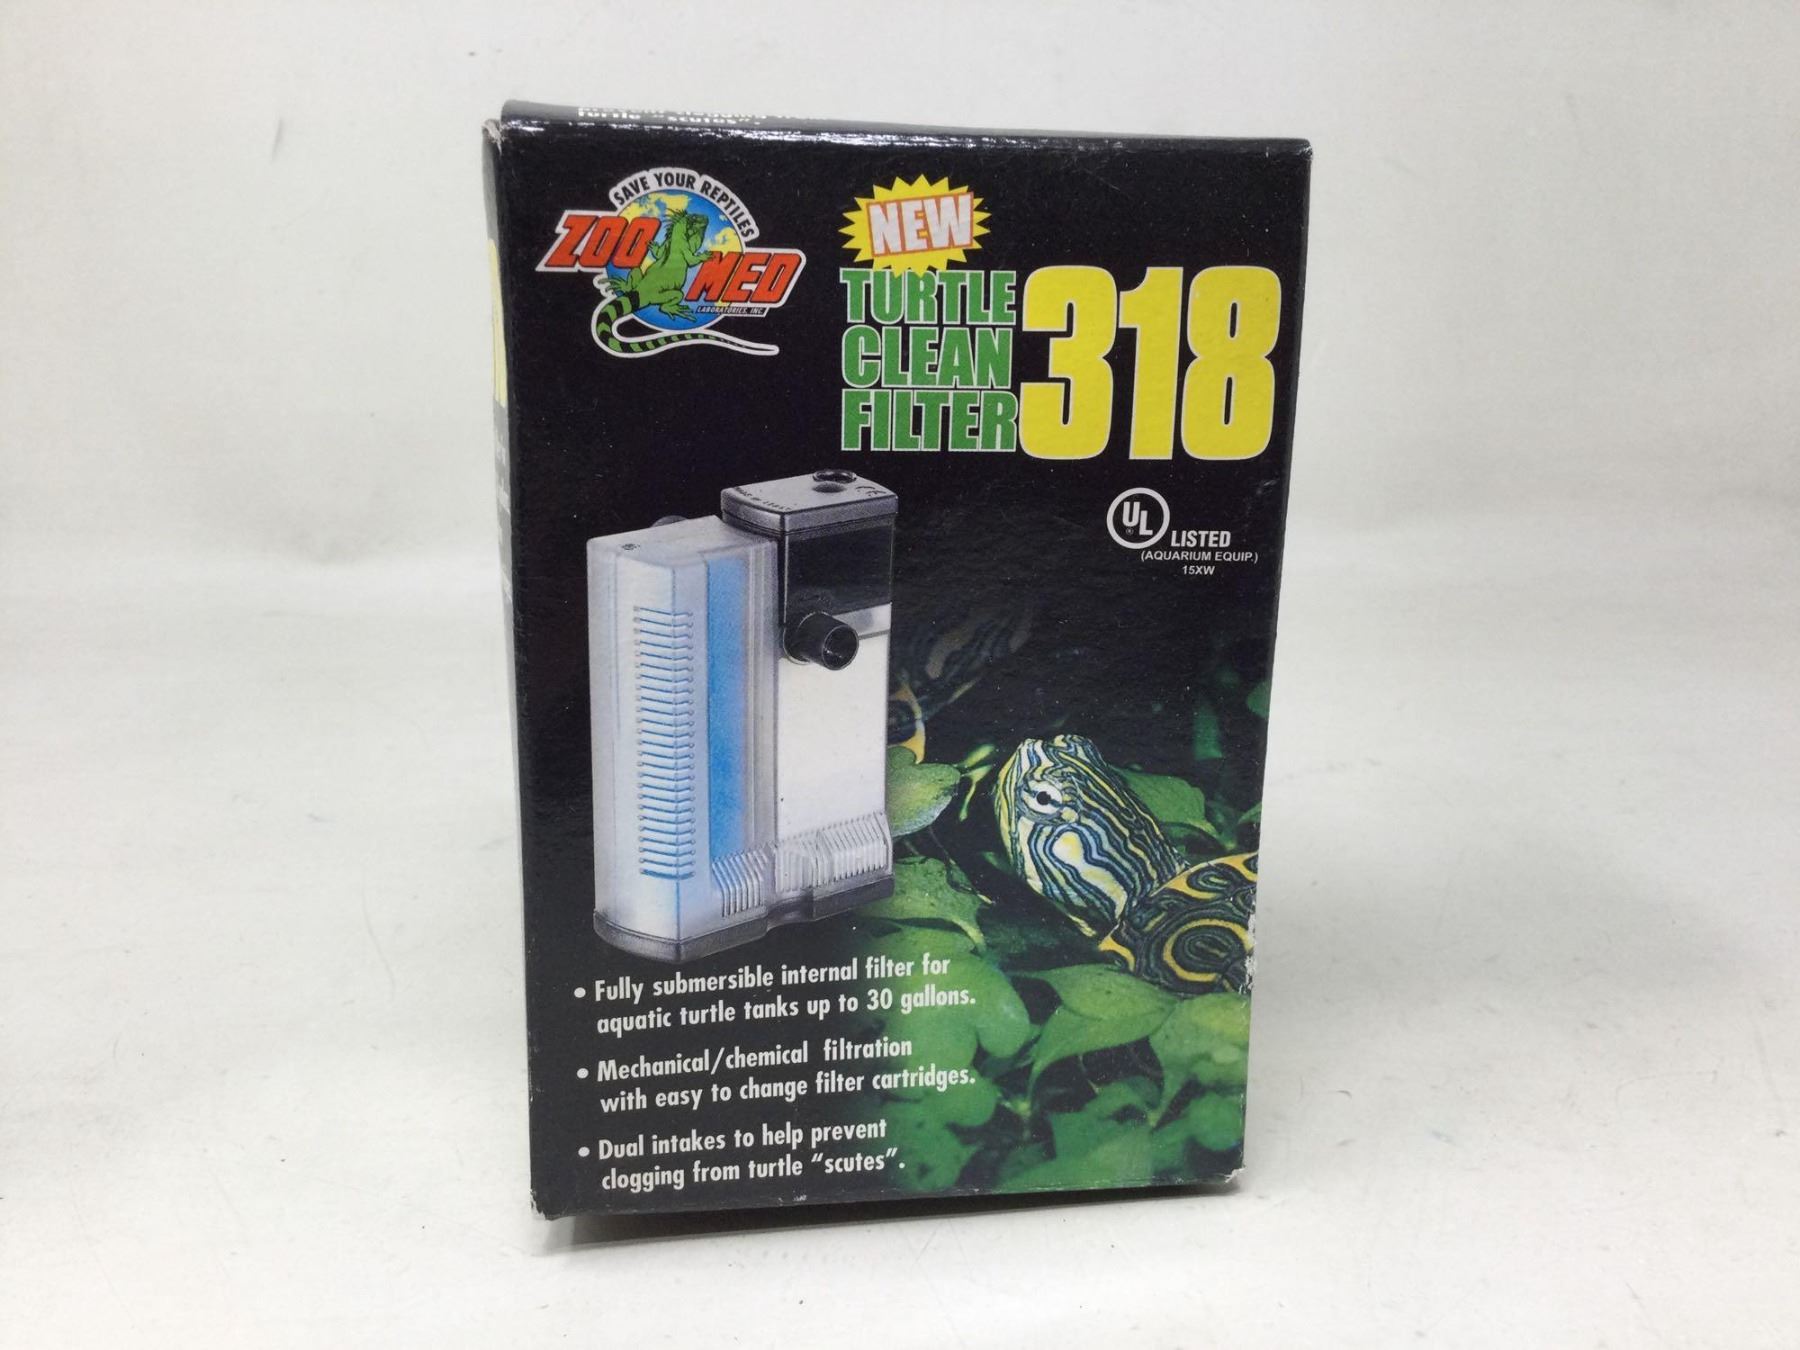 turtle "scutes".
SAVE YOUR REPTILES
ZOO MED
LABORATORIES, INC.
NEW
TURTLE
CLEAN
FILTER
318
UL
LISTED
(AQUARIUM EQUIP.)
15XW
• Fully submersible internal filter for
aquatic turtle tanks up to 30 gallons.
• Mechanical/chemical filtration
with easy to change filter cartridges.
• Dual intakes to help prevent
clogging from turtle “scutes”.